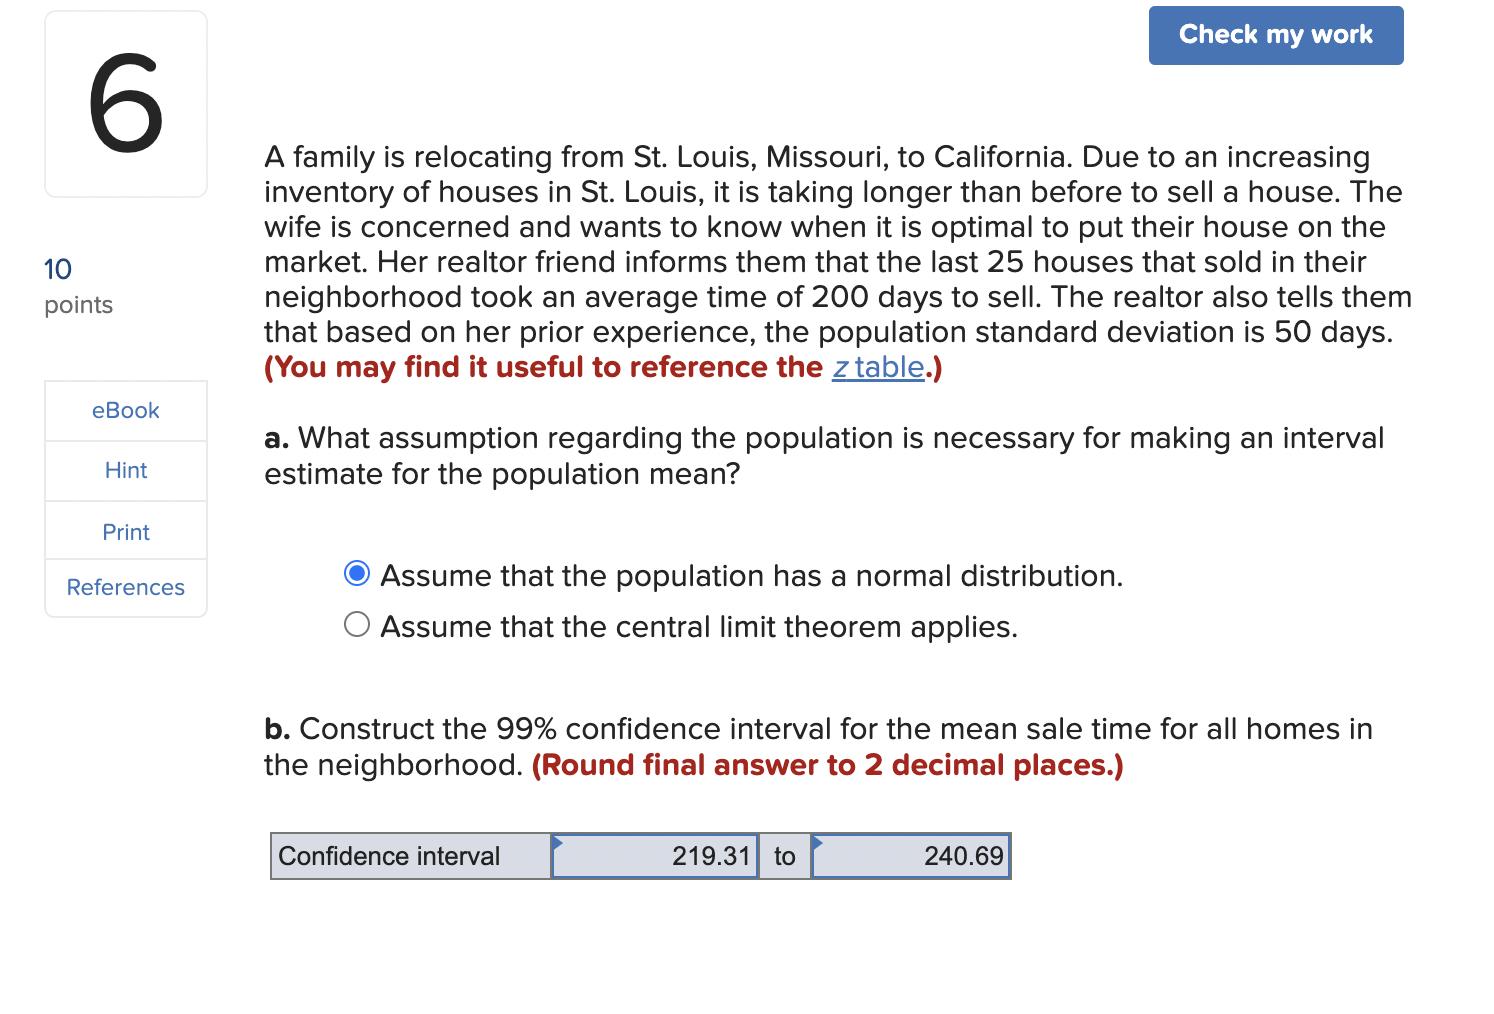 6
Check my work
10
points
eBook
Hint
Print
References
A family is relocating from St. Louis, Missouri, to California. Due to an increasing
inventory of houses in St. Louis, it is taking longer than before to sell a house. The
wife is concerned and wants to know when it is optimal to put their house on the
market. Her realtor friend informs them that the last 25 houses that sold in their
neighborhood took an average time of 200 days to sell. The realtor also tells them
that based on her prior experience, the population standard deviation is 50 days.
(You may find it useful to reference the z table.)
a. What assumption regarding the population is necessary for making an interval
estimate for the population mean?
Assume that the population has a normal distribution.
Assume that the central limit theorem applies.
b. Construct the 99% confidence interval for the mean sale time for all homes in
the neighborhood. (Round final answer to 2 decimal places.)
Confidence interval 219.31 to 240.69